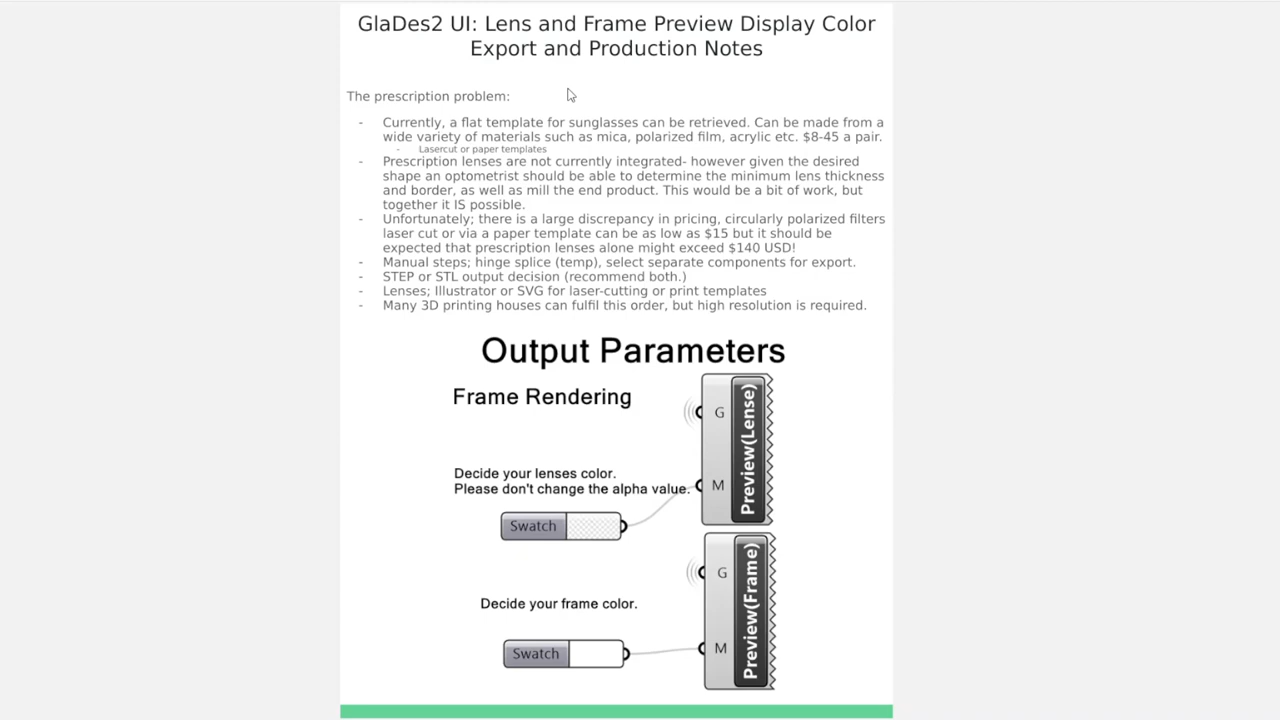 GlaDes2 UI: Lens and Frame Preview Display Color
Export and Production Notes
The prescription problem:
- Currently, a flat template for sunglasses can be retrieved. Can be made from a
wide variety of materials such as mica, polarized film, acrylic etc. $8-45 a pair.
- Lasercut or paper templates
- Prescription lenses are not currently integrated- however given the desired
shape an optometrist should be able to determine the minimum lens thickness
and border, as well as mill the end product. This would be a bit of work, but
together it IS possible.
- Unfortunately; there is a large discrepancy in pricing, circularly polarized filters
laser cut or via a paper template can be as low as $15 but it should be
expected that prescription lenses alone might exceed $140 USD!
- Manual steps; hinge splice (temp), select separate components for export.
- STEP or STL output decision (recommend both.)
- Lenses; Illustrator or SVG for laser-cutting or print templates
- Many 3D printing houses can fulfil this order, but high resolution is required.
Output Parameters
Frame Rendering
G
Preview(Lense)
Decide your lenses color.
Please don't change the alpha value.
M
Swatch
G
Preview(Frame)
Decide your frame color.
M
Swatch